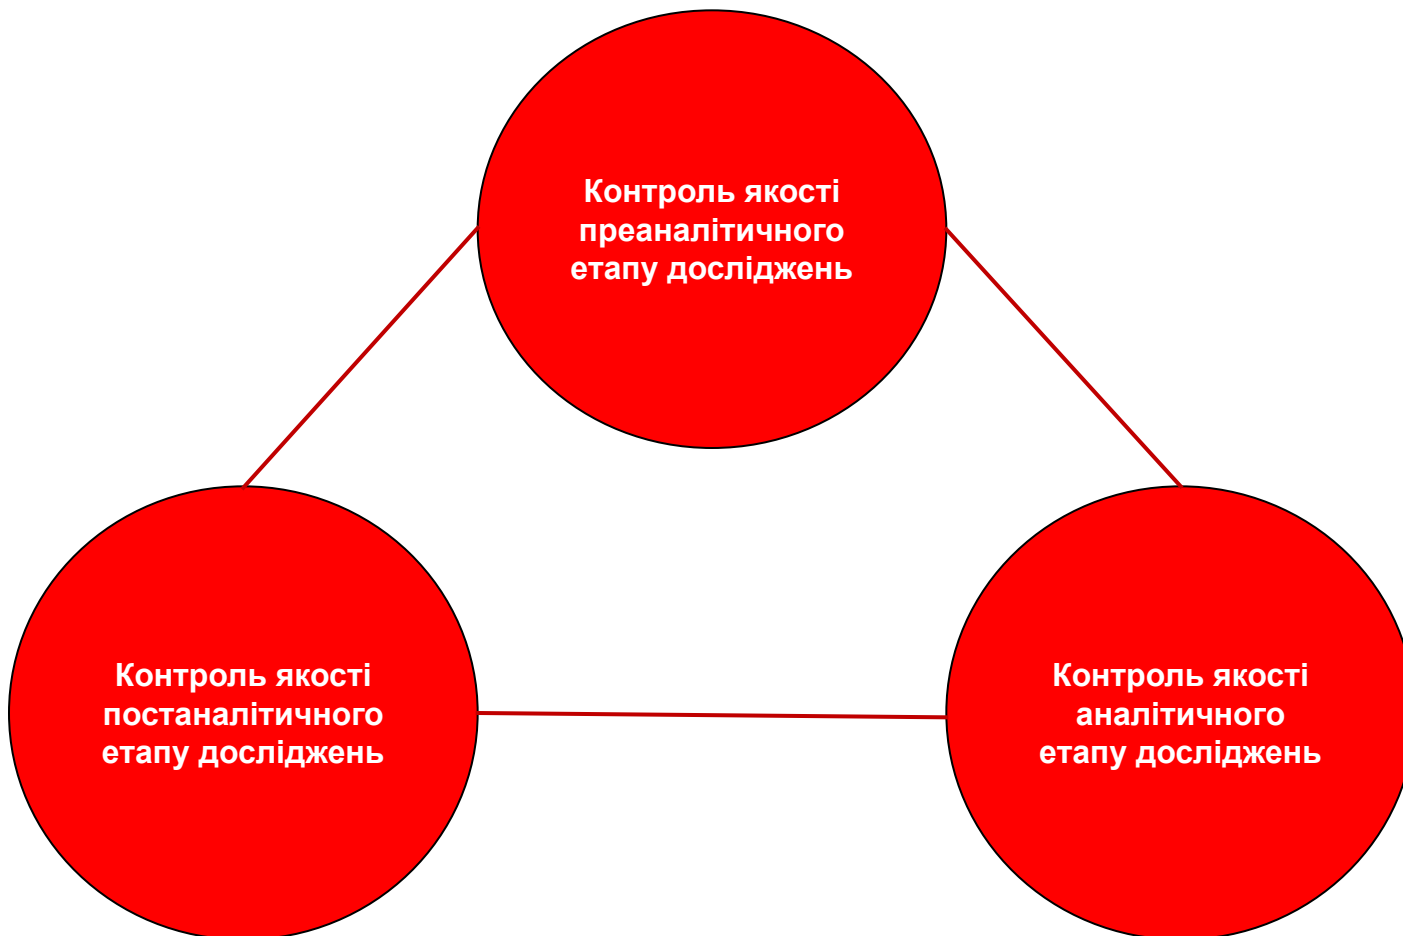 Контроль якості
преаналітичного
етапу досліджень
Контроль якості
постаналітичного
етапу досліджень
Контроль якості
аналітичного
етапу досліджень